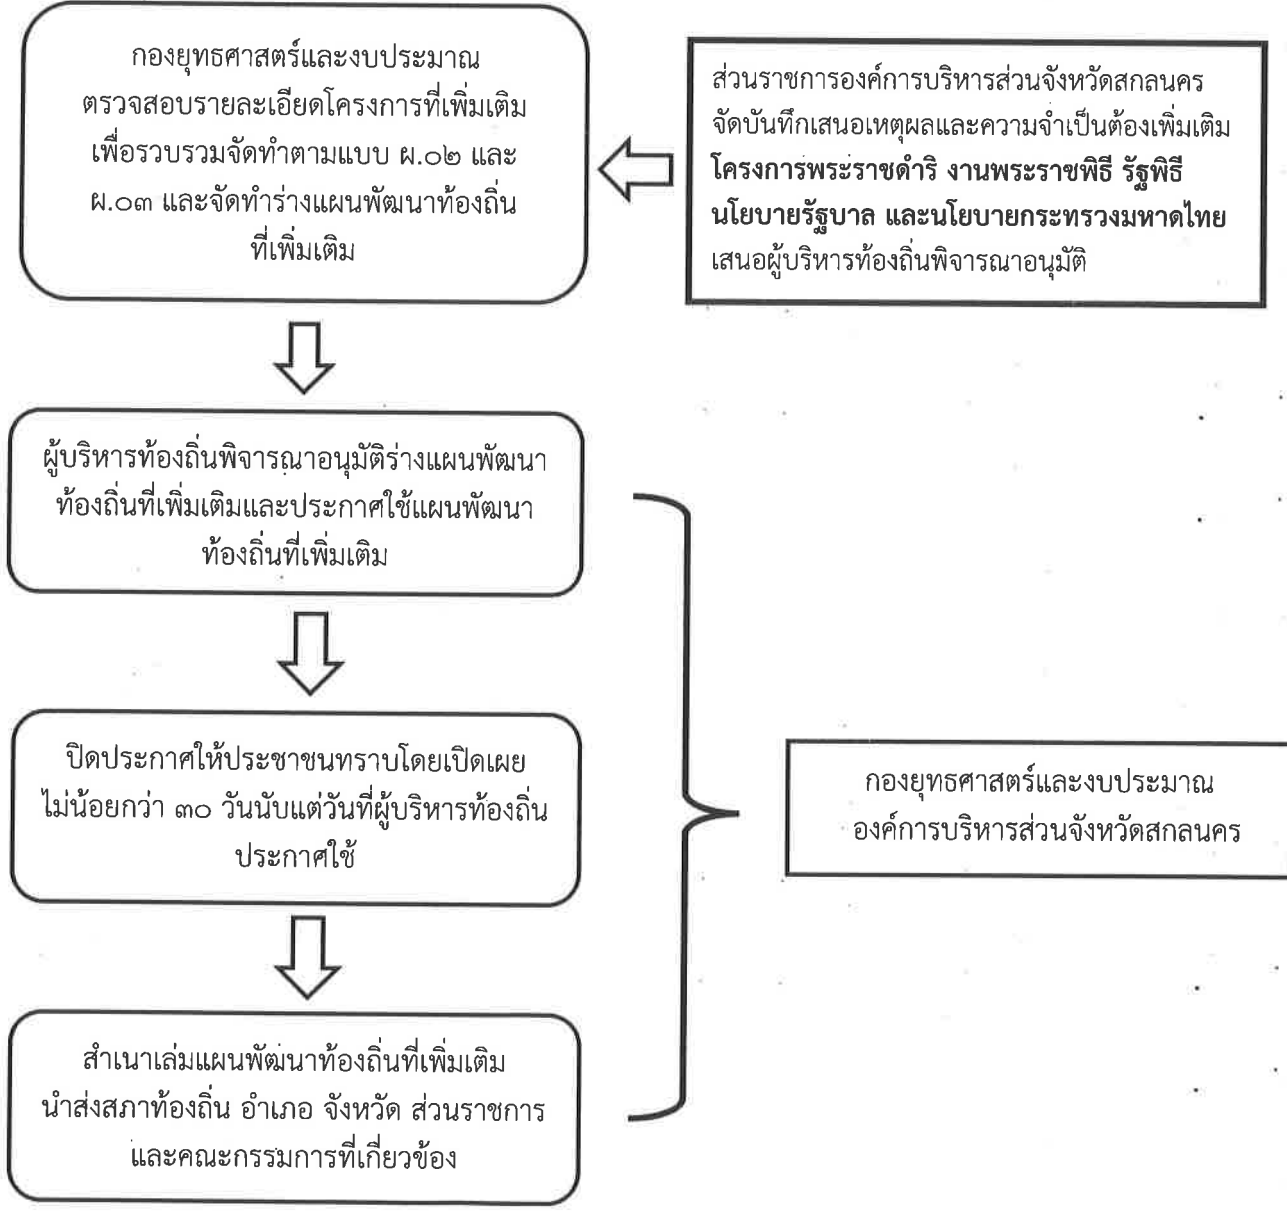 กองยุทธศาสตร์และงบประมาณ
ตรวจสอบรายละเอียดโครงการที่เพิ่มเติม
เพื่อรวบรวมจัดทำตามแบบ ผ.๐๒ และ
ผ.๐๓ และจัดทำร่างแผนพัฒนาท้องถิ่น
ที่เพิ่มเติม
ส่วนราชการองค์การบริหารส่วนจังหวัดสกลนคร
จัดบันทึกเสนอเหตุผลและความจำเป็นต้องเพิ่มเติม
โครงการพระราชดำริ งานพระราชพิธี รัฐพิธี
นโยบายรัฐบาล และนโยบายกระทรวงมหาดไทย
เสนอผู้บริหารท้องถิ่นพิจารณาอนุมัติ
ผู้บริหารท้องถิ่นพิจารณาอนุมัติร่างแผนพัฒนา
ท้องถิ่นที่เพิ่มเติมและประกาศใช้แผนพัฒนา
ท้องถิ่นที่เพิ่มเติม
ปิดประกาศให้ประชาชนทราบโดยเปิดเผย
ไม่น้อยกว่า ๓๐ วันนับแต่วันที่ผู้บริหารท้องถิ่น
ประกาศใช้
กองยุทธศาสตร์และงบประมาณ
องค์การบริหารส่วนจังหวัดสกลนคร
สำเนาเล่มแผนพัฒนาท้องถิ่นที่เพิ่มเติม
นำส่งสภาท้องถิ่น อำเภอ จังหวัด ส่วนราชการ
และคณะกรรมการที่เกี่ยวข้อง